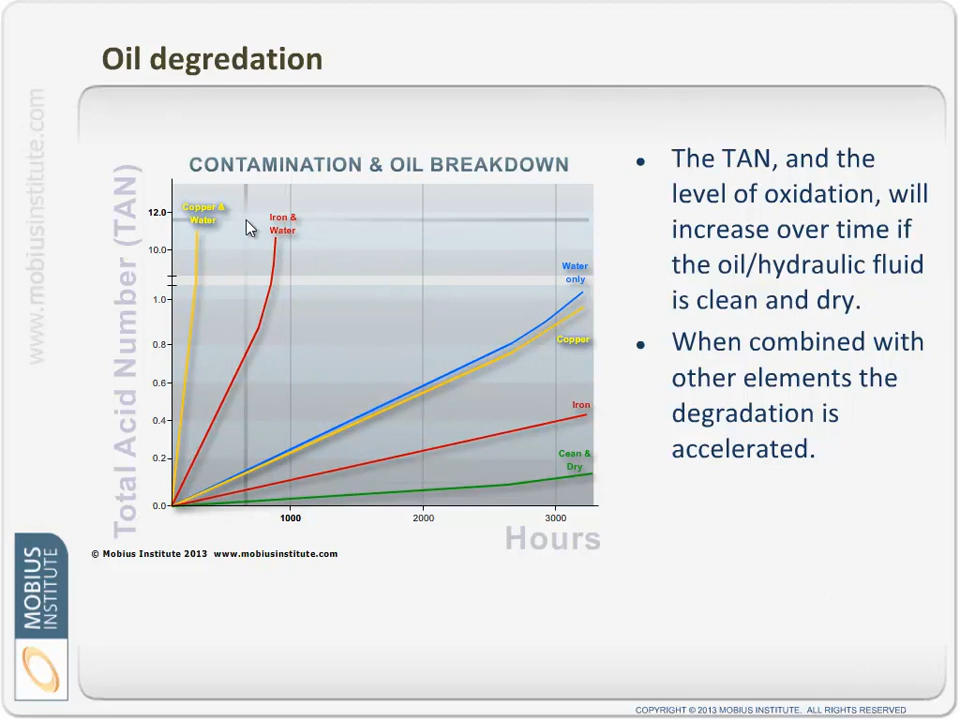 Oil degredation
www.mobiusinstitute.com
CONTAMINATION & OIL BREAKDOWN
Total Acid Number (TAN)
12.0
10.0
1.0
0.8
0.6
0.4
0.2
0.0
Copper &
Water
Iron &
Water
Water
only
Copper
Iron
Cean &
Dry
1000
2000
3000
Hours
© Mobius Institute 2013 www.mobiusinstitute.com
• The TAN, and the
level of oxidation, will
increase over time if
the oil/hydraulic fluid
is clean and dry.
• When combined with
other elements the
degradation is
accelerated.
MOBIUS
INSTITUTE
COPYRIGHT © 2013 MOBIUS INSTITUTE. ALL RIGHTS RESERVED